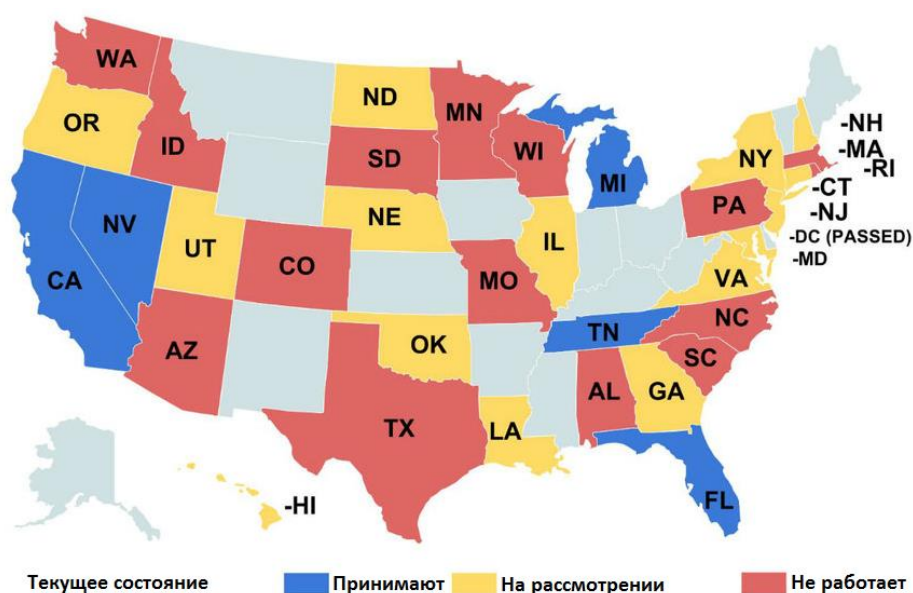 WA
ND
MN
OR
ID
SD
WI
MI
NY
-NH
-MA
-RI
-CT
-NJ
-DC (PASSED)
-MD
NV
UT
NE
IL
PA
CA
CO
MO
VA
AZ
OK
TN
NC
SC
TX
LA
AL
GA
-HI
FL
Текущее состояние
Принимают
На рассмотрении
Не работает